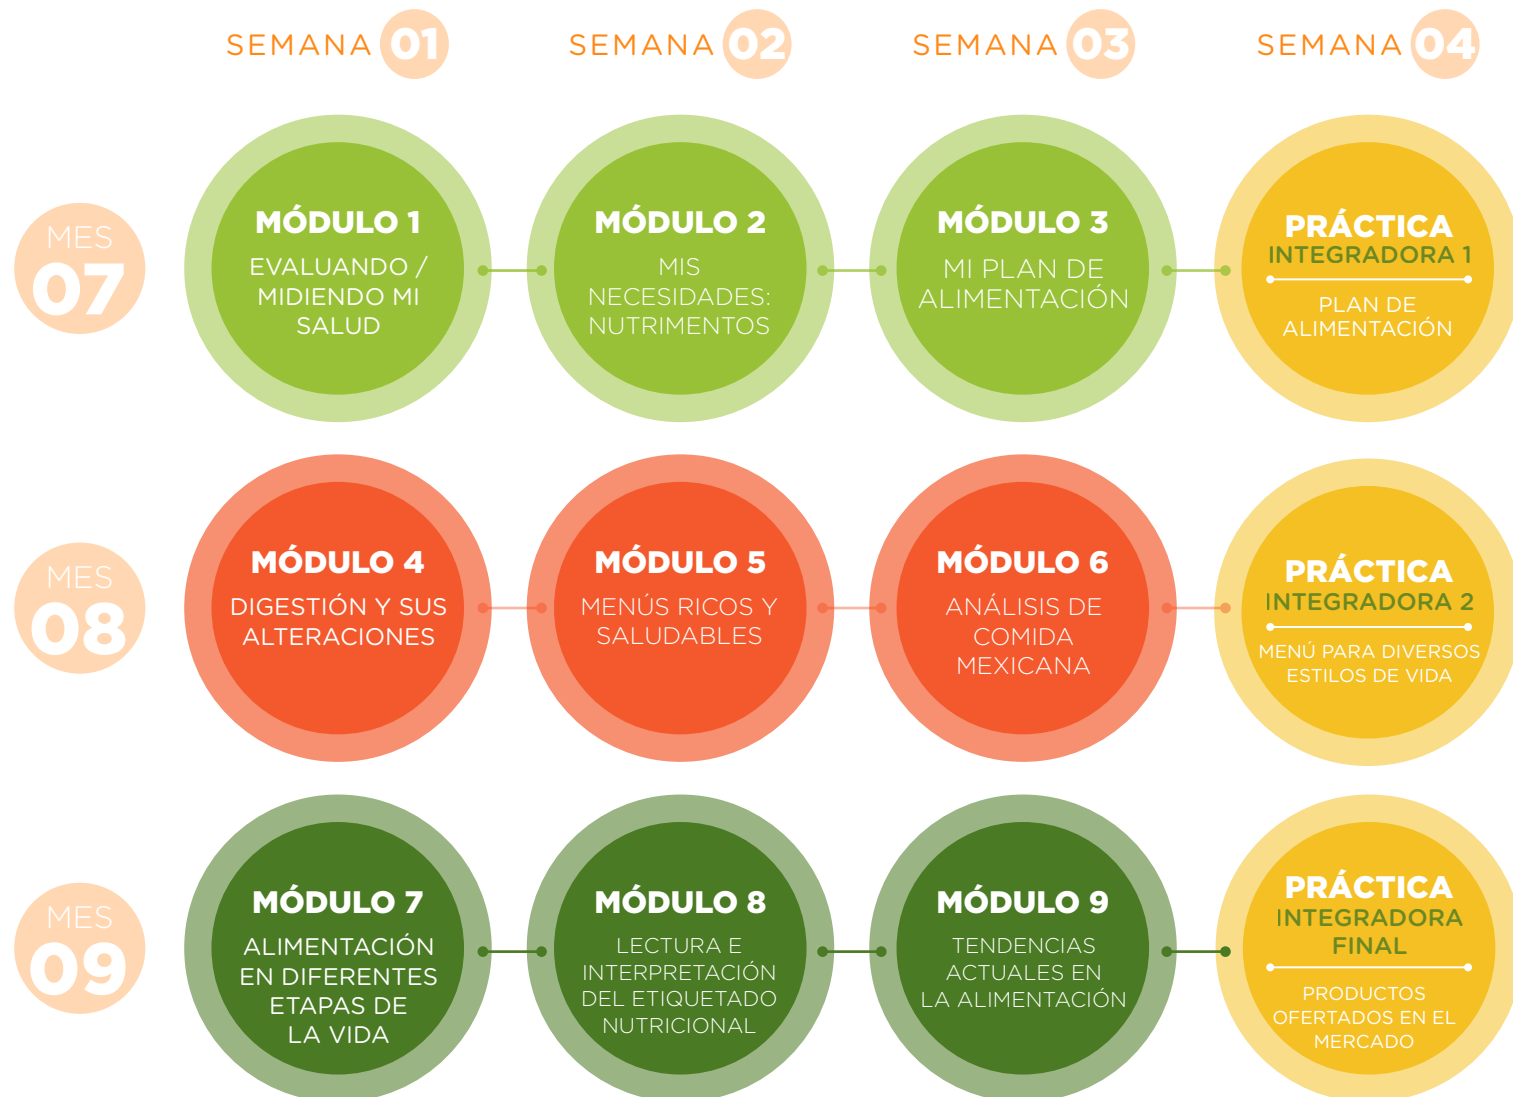 SEMANA 01
SEMANA 02
SEMANA 03
SEMANA 04
MES
07
MÓDULO 1
EVALUANDO /
MIDIENDO MI
SALUD
MÓDULO 2
MIS
NECESIDADES:
NUTRIMENTOS
MÓDULO 3
MI PLAN DE
ALIMENTACIÓN
PRÁCTICA
INTEGRADORA 1
PLAN DE
ALIMENTACIÓN
MES
08
MÓDULO 4
DIGESTIÓN Y SUS
ALTERACIONES
MÓDULO 5
MENÚS RICOS Y
SALUDABLES
MÓDULO 6
ANÁLISIS DE
COMIDA
MEXICANA
PRÁCTICA
INTEGRADORA 2
MENÚ PARA DIVERSOS
ESTILOS DE VIDA
MES
09
MÓDULO 7
ALIMENTACIÓN
EN DIFERENTES
ETAPAS DE
LA VIDA
MÓDULO 8
LECTURA E
INTERPRETACIÓN
DEL ETIQUETADO
NUTRICIONAL
MÓDULO 9
TENDENCIAS
ACTUALES EN
LA ALIMENTACIÓN
PRÁCTICA
INTEGRADORA
FINAL
PRODUCTOS
OFERTADOS EN EL
MERCADO